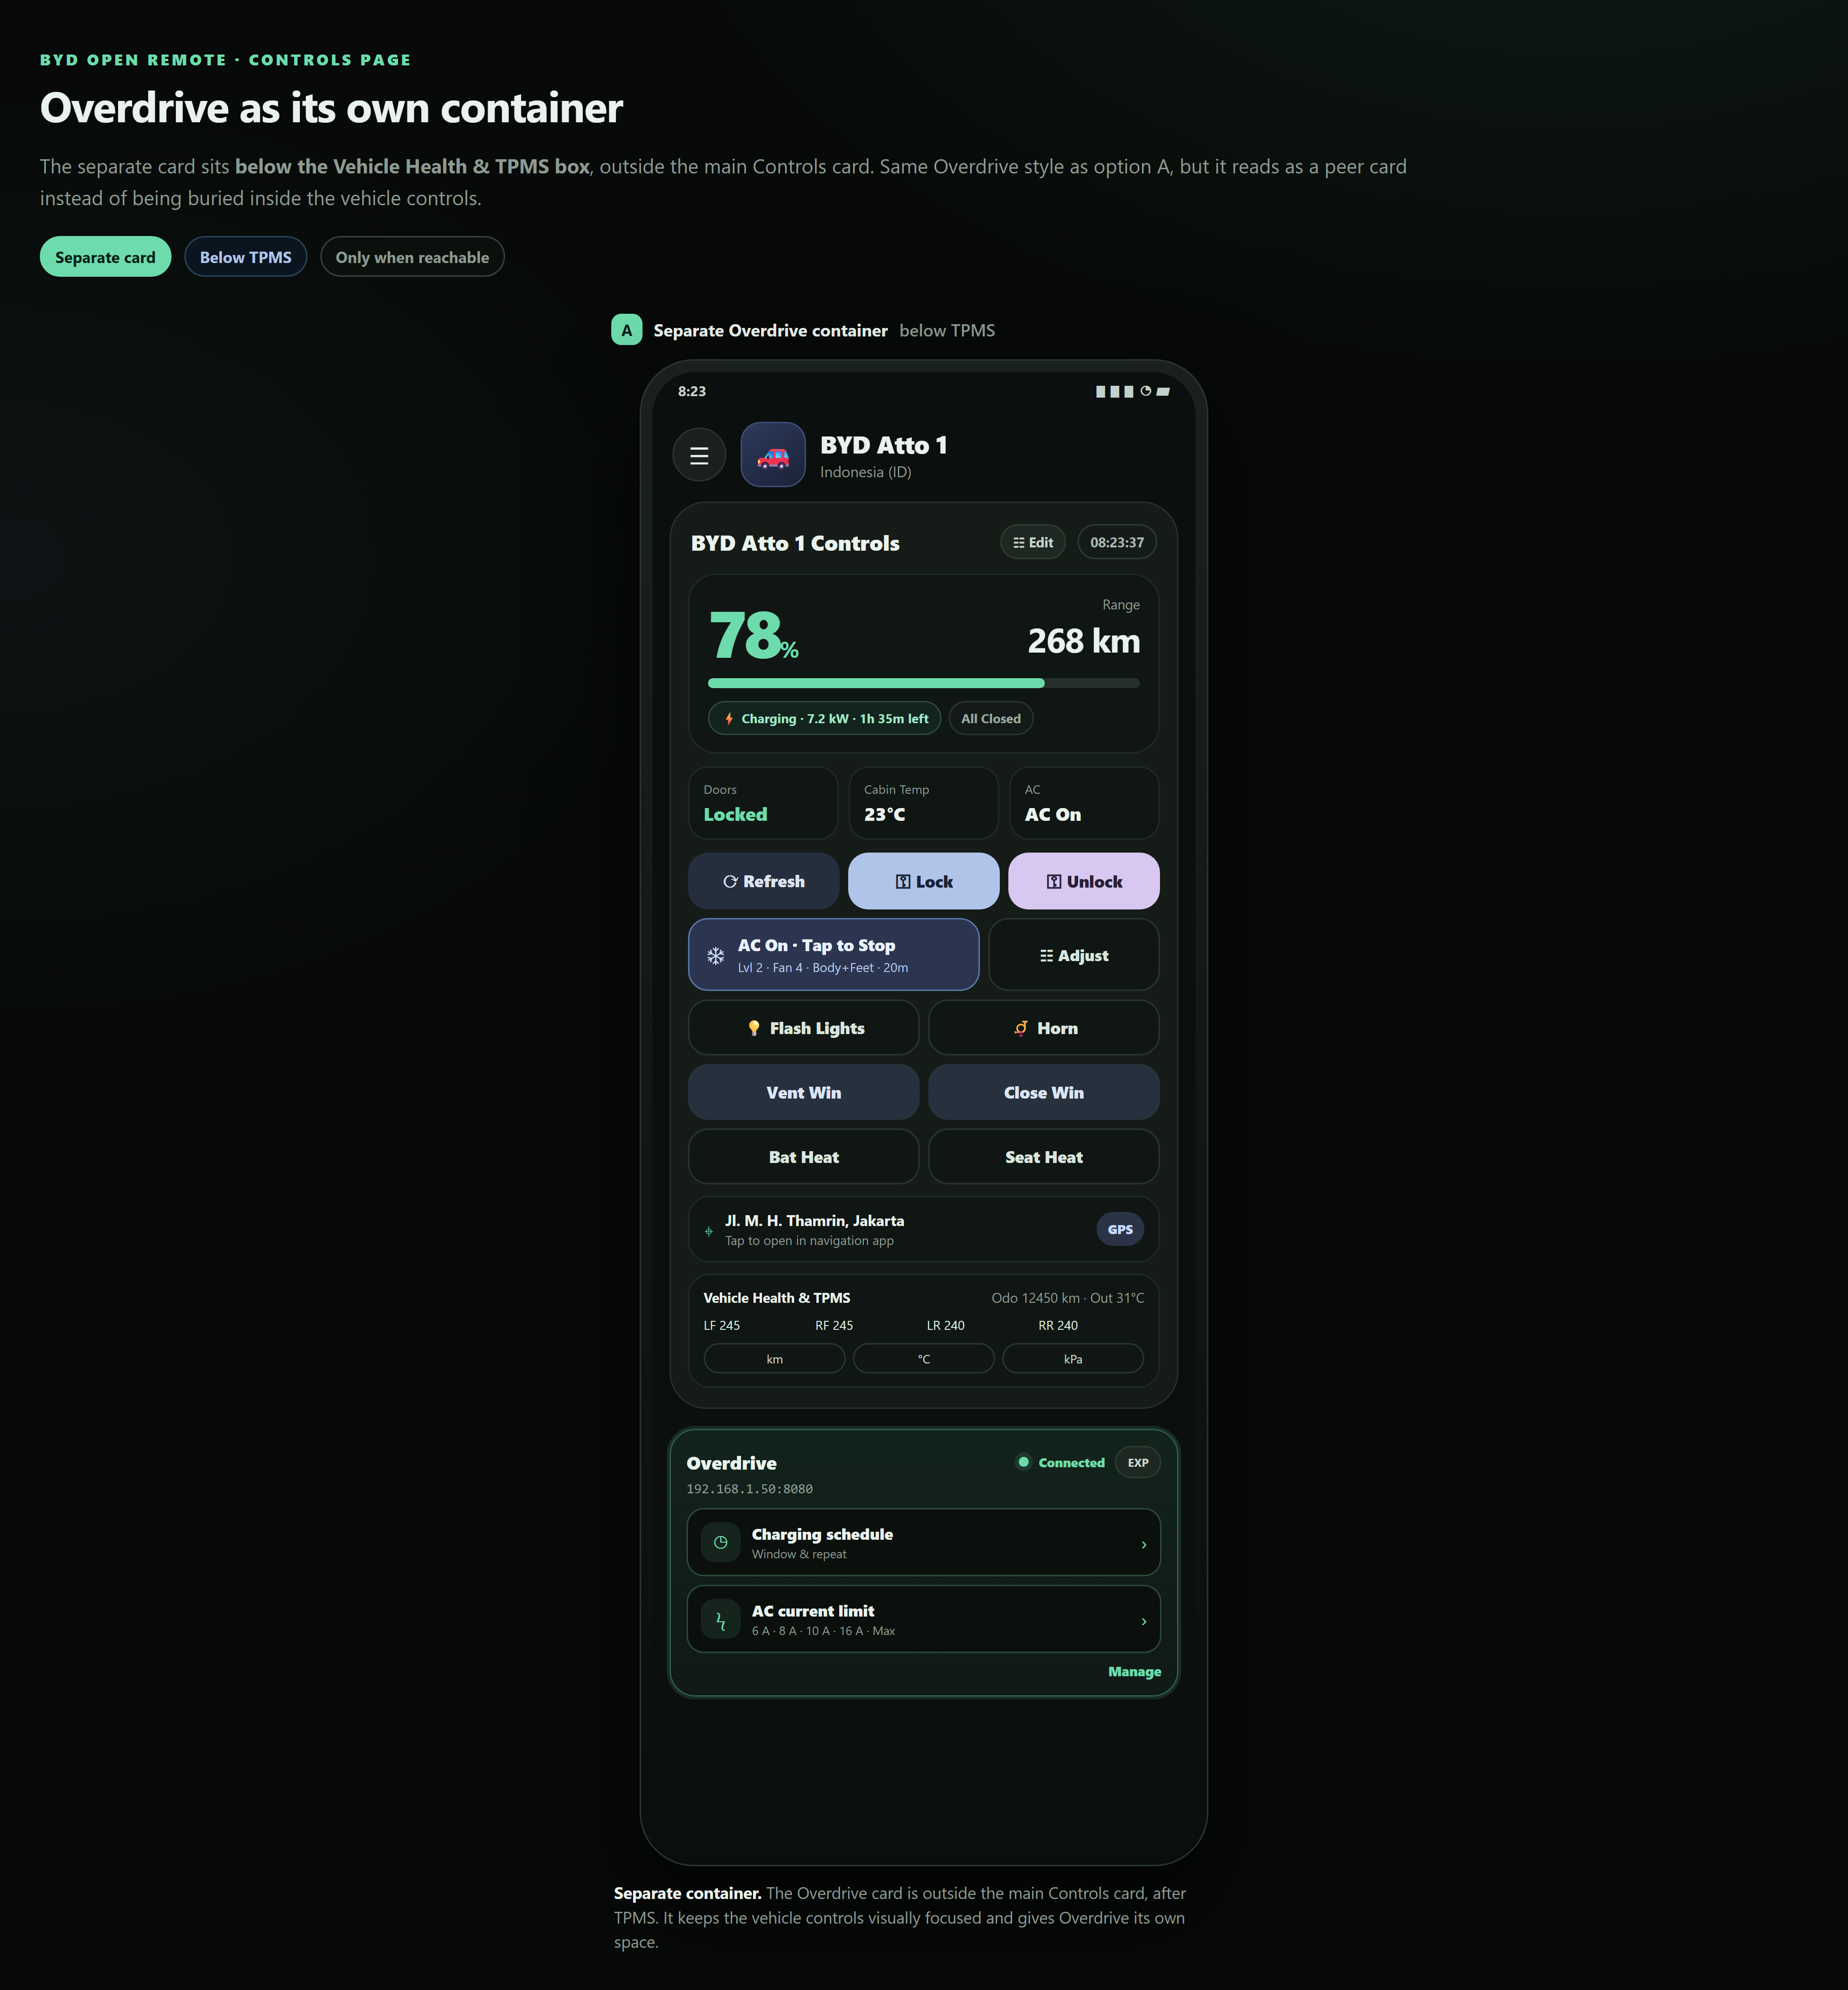 BYD OPEN REMOTE · CONTROLS PAGE
Overdrive as its own container
The separate card sits below the Vehicle Health & TPMS box, outside the main Controls card. Same Overdrive style as option A, but it reads as a peer card
instead of being buried inside the vehicle controls.
Separate card
Below TPMS
Only when reachable
A Separate Overdrive container below TPMS
8:23
BYD Atto 1
Indonesia (ID)
BYD Atto 1 Controls
Edit
08:23:37
Range
78%
268 km
Charging · 7.2 kW · 1h 35m left
All Closed
Doors
Locked
Cabin Temp
23°C
AC
AC On
Refresh
Lock
Unlock
AC On · Tap to Stop
Lvl 2 · Fan 4 · Body+Feet · 20m
Adjust
Flash Lights
Horn
Vent Win
Close Win
Bat Heat
Seat Heat
Jl. M. H. Thamrin, Jakarta
Tap to open in navigation app
GPS
Vehicle Health & TPMS
Odo 12450 km · Out 31°C
LF 245
RF 245
LR 240
RR 240
km
°C
kPa
Overdrive
Connected
EXP
192.168.1.50:8080
Charging schedule
Window & repeat
AC current limit
6 A · 8 A · 10 A · 16 A · Max
Manage
Separate container. The Overdrive card is outside the main Controls card, after
TPMS. It keeps the vehicle controls visually focused and gives Overdrive its own
space.